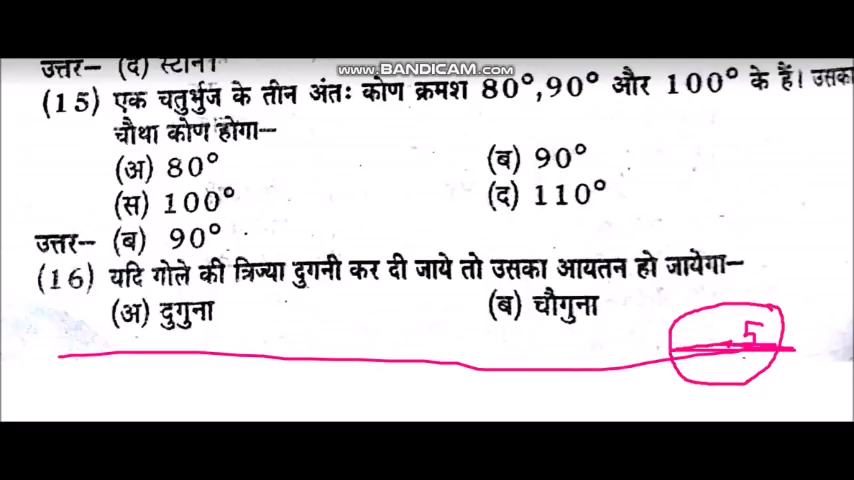 www.BANDICAM.com
उत्तर– (द) स्टोन।
(15) एक चतुर्भुज के तीन अंतः कोण क्रमश 80°,90° और 100° के हैं। उसका
चौथा कोण होगा–
(अ) 80° (ब) 90°
(स) 100° (द) 110°
उत्तर– (ब) 90°
(16) यदि गोले की त्रिज्या दुगनी कर दी जाये तो उसका आयतन हो जायेगा–
(अ) दुगुना (ब) चौगुना
5